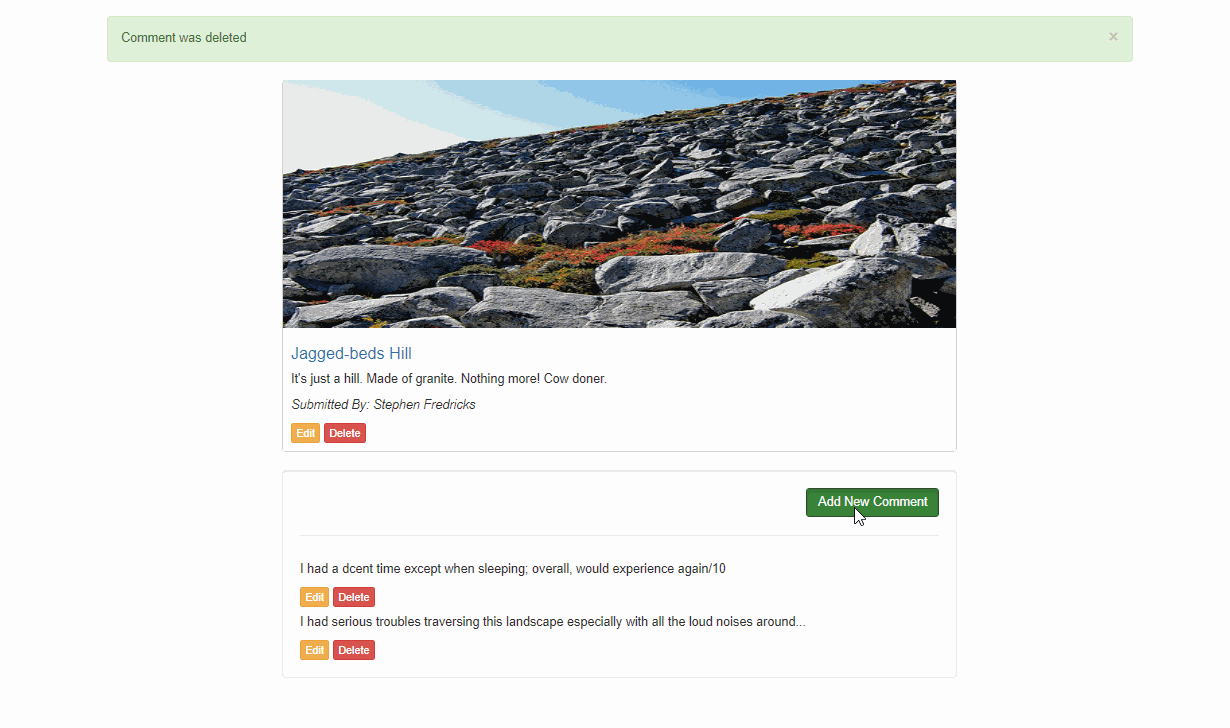 Comment was deleted ×
Jagged-beds Hill
It's just a hill. Made of granite. Nothing more! Cow doner.
Submitted By: Stephen Fredricks
Edit Delete
Add New Comment
I had a dcent time except when sleeping; overall, would experience again/10
Edit Delete
I had serious troubles traversing this landscape especially with all the loud noises around...
Edit Delete